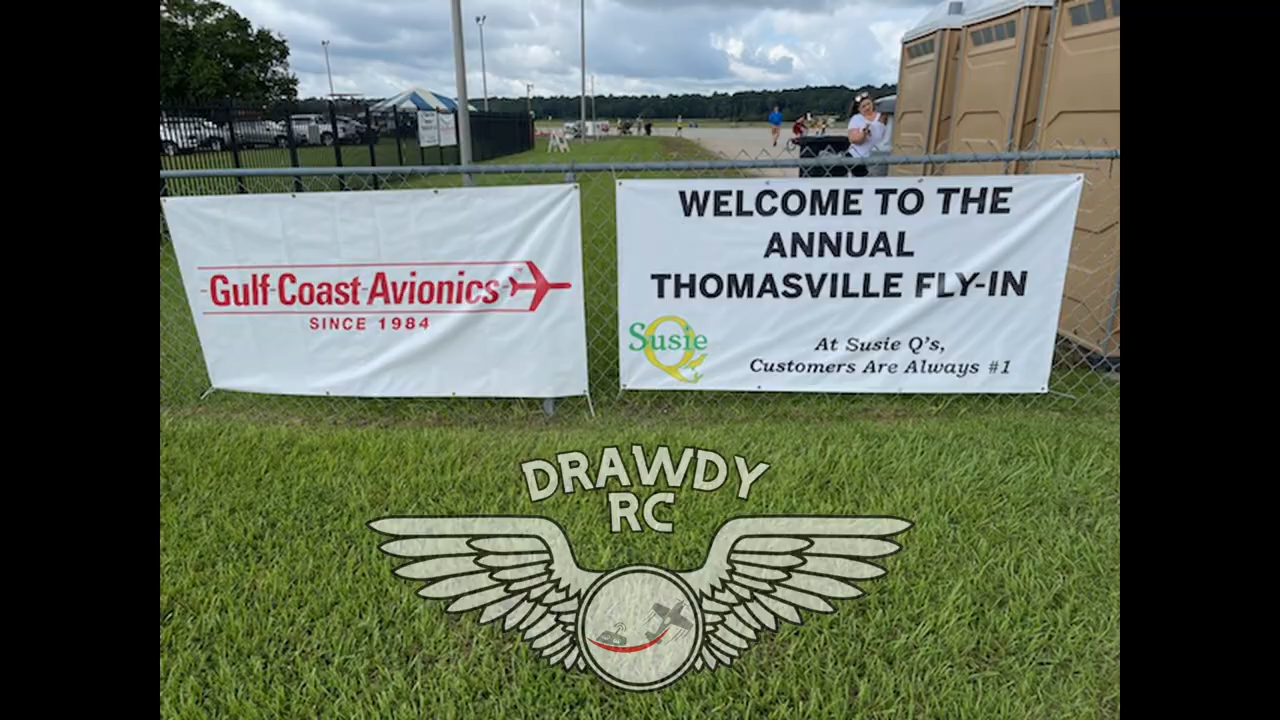 Gulf Coast Avionics
SINCE 1984
WELCOME TO THE
ANNUAL
THOMASVILLE FLY-IN
Susie Q
At Susie Q's,
Customers Are Always #1
DRAWDY
RC